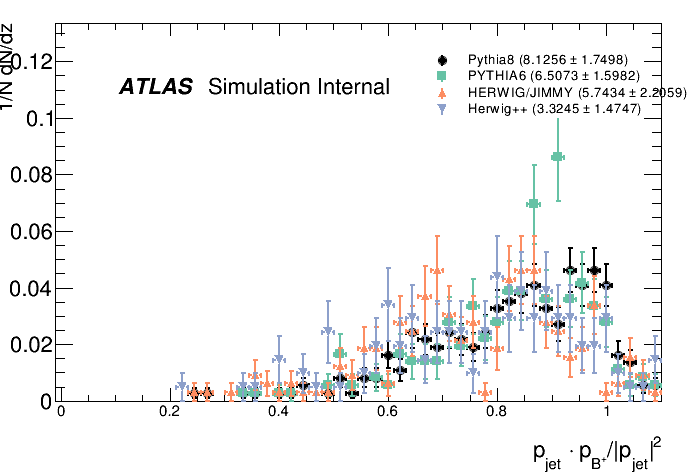 1/N dN/dz
0.12
0.1
0.08
0.06
0.04
0.02
0
ATLAS Simulation Internal
Pythia8 (8.1256 ± 1.7498)
PYTHIA6 (6.5073 ± 1.5982)
HERWIG/JIMMY (5.7434 ± 2.2059)
Herwig++ (3.3245 ± 1.4747)
0 0.2 0.4 0.6 0.8 1
p_jet · p_B⁺/|p_jet|²